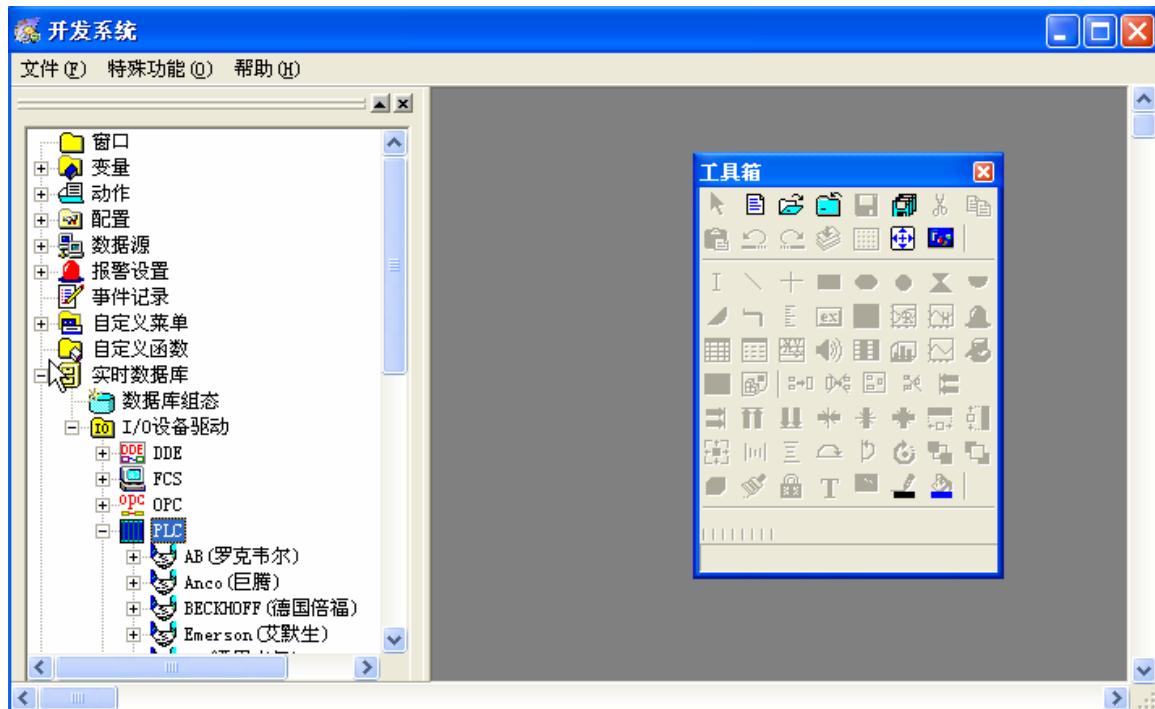 开发系统
文件(F) 特殊功能(O) 帮助(H)
窗口
变量
动作
配置
数据源
报警设置
事件记录
自定义菜单
自定义函数
实时数据库
数据库组态
I/O设备驱动
DDE DDE
FCS
OPC OPC
PLC
AB(罗克韦尔)
Anco(巨腾)
BECKHOFF(德国倍福)
Emerson(艾默生)
工具箱
ex
T